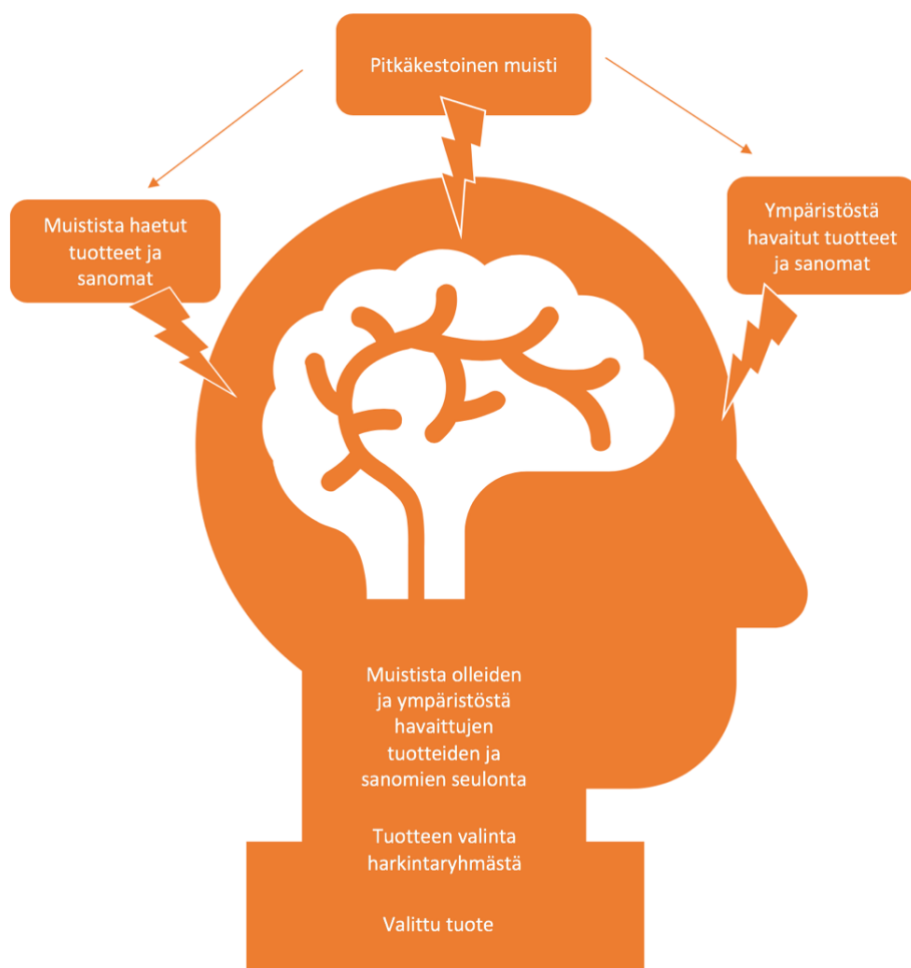 Pitkäkestoinen muisti
Muistista haetut
tuotteet ja
sanomat
Ympäristöstä
havaitut tuotteet
ja sanomat
Muistista olleiden
ja ympäristöstä
havaittujen
tuotteiden ja
sanomien seulonta
Tuotteen valinta
harkintaryhmästä
Valittu tuote